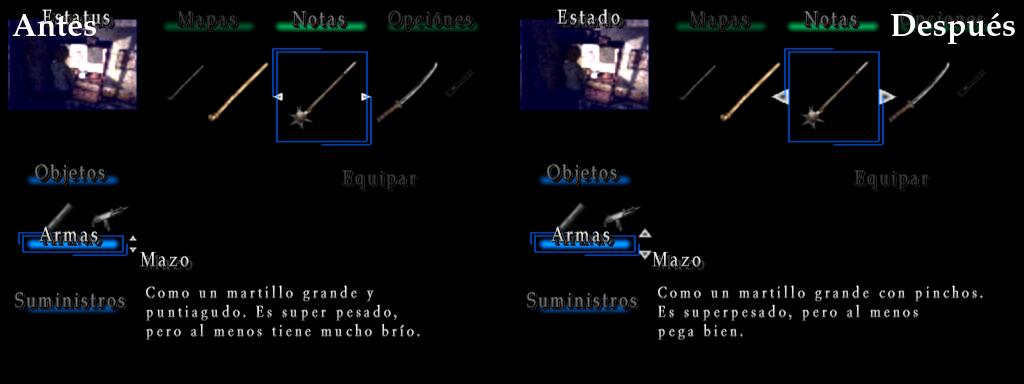 Antes
Estatus
Mapas
Notas
Opciónes
Objetos
Equipar
Armas
Mazo
Suministros
Como un martillo grande y
puntiagudo. Es super pesado,
pero al menos tiene mucho brío.
Después
Estado
Mapas
Notas
Opciones
Objetos
Equipar
Armas
Mazo
Suministros
Como un martillo grande con pinchos.
Es superpesado, pero al menos
pega bien.